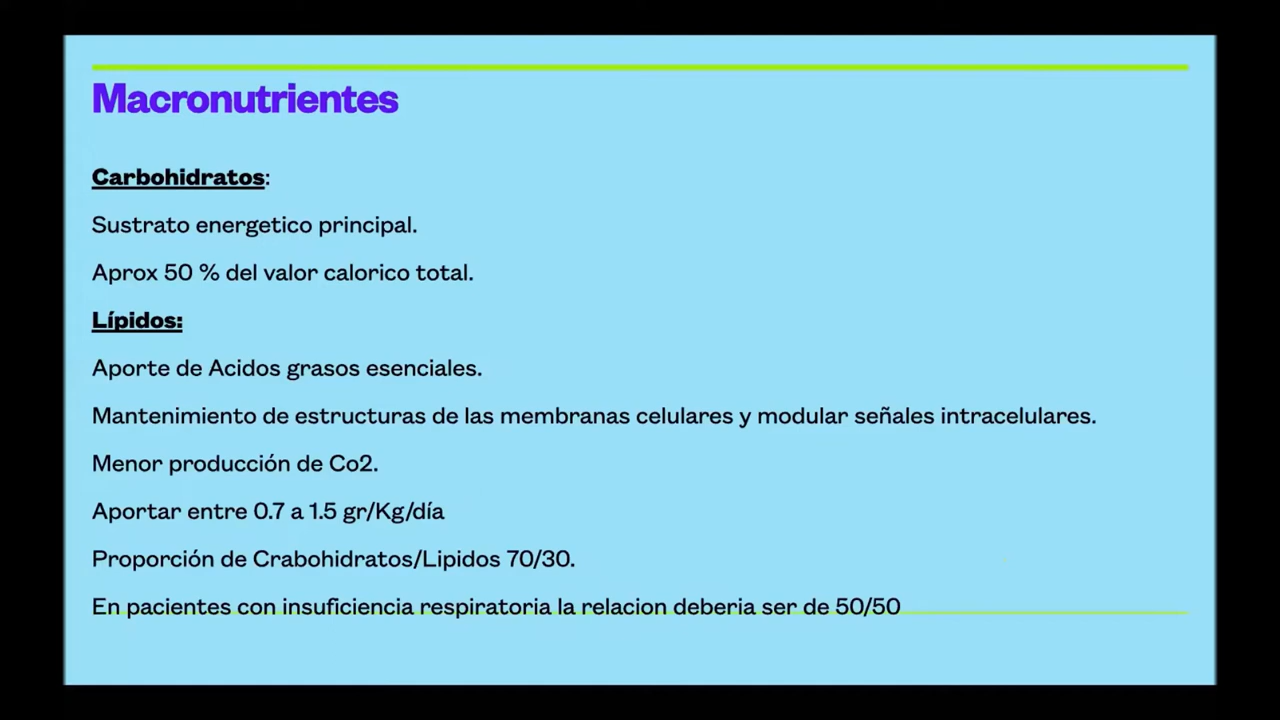 Macronutrientes
Carbohidratos:
Sustrato energetico principal.
Aprox 50 % del valor calorico total.
Lípidos:
Aporte de Acidos grasos esenciales.
Mantenimiento de estructuras de las membranas celulares y modular señales intracelulares.
Menor producción de Co2.
Aportar entre 0.7 a 1.5 gr/Kg/día
Proporción de Crabohidratos/Lipidos 70/30.
En pacientes con insuficiencia respiratoria la relacion deberia ser de 50/50